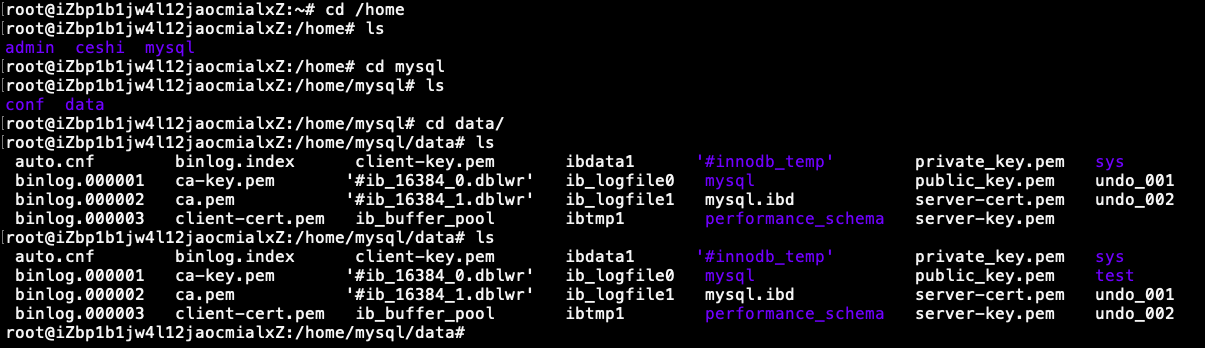 [root@iZbp1b1jw4l12jaocmialxZ:~# cd /home
[root@iZbp1b1jw4l12jaocmialxZ:/home# ls
admin  ceshi  mysql
[root@iZbp1b1jw4l12jaocmialxZ:/home# cd mysql
[root@iZbp1b1jw4l12jaocmialxZ:/home/mysql# ls
conf  data
[root@iZbp1b1jw4l12jaocmialxZ:/home/mysql# cd data/
[root@iZbp1b1jw4l12jaocmialxZ:/home/mysql/data# ls
 auto.cnf        binlog.index      client-key.pem       ibdata1      '#innodb_temp'        private_key.pem   sys
 binlog.000001   ca-key.pem       '#ib_16384_0.dblwr'   ib_logfile0   mysql                public_key.pem    undo_001
 binlog.000002   ca.pem           '#ib_16384_1.dblwr'   ib_logfile1   mysql.ibd            server-cert.pem   undo_002
 binlog.000003   client-cert.pem   ib_buffer_pool       ibtmp1        performance_schema   server-key.pem
[root@iZbp1b1jw4l12jaocmialxZ:/home/mysql/data# ls
 auto.cnf        binlog.index      client-key.pem       ibdata1      '#innodb_temp'        private_key.pem   sys
 binlog.000001   ca-key.pem       '#ib_16384_0.dblwr'   ib_logfile0   mysql                public_key.pem    test
 binlog.000002   ca.pem           '#ib_16384_1.dblwr'   ib_logfile1   mysql.ibd            server-cert.pem   undo_001
 binlog.000003   client-cert.pem   ib_buffer_pool       ibtmp1        performance_schema   server-key.pem    undo_002
root@iZbp1b1jw4l12jaocmialxZ:/home/mysql/data#